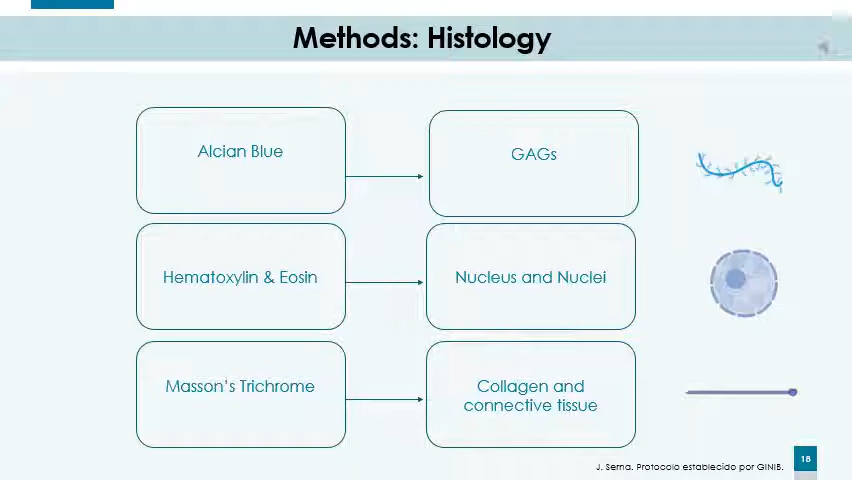 Methods: Histology
Alcian Blue
GAGs
Hematoxylin & Eosin
Nucleus and Nuclei
Masson's Trichrome
Collagen and
connective tissue
J. Serna. Protocolo establecido por GINIB.
18